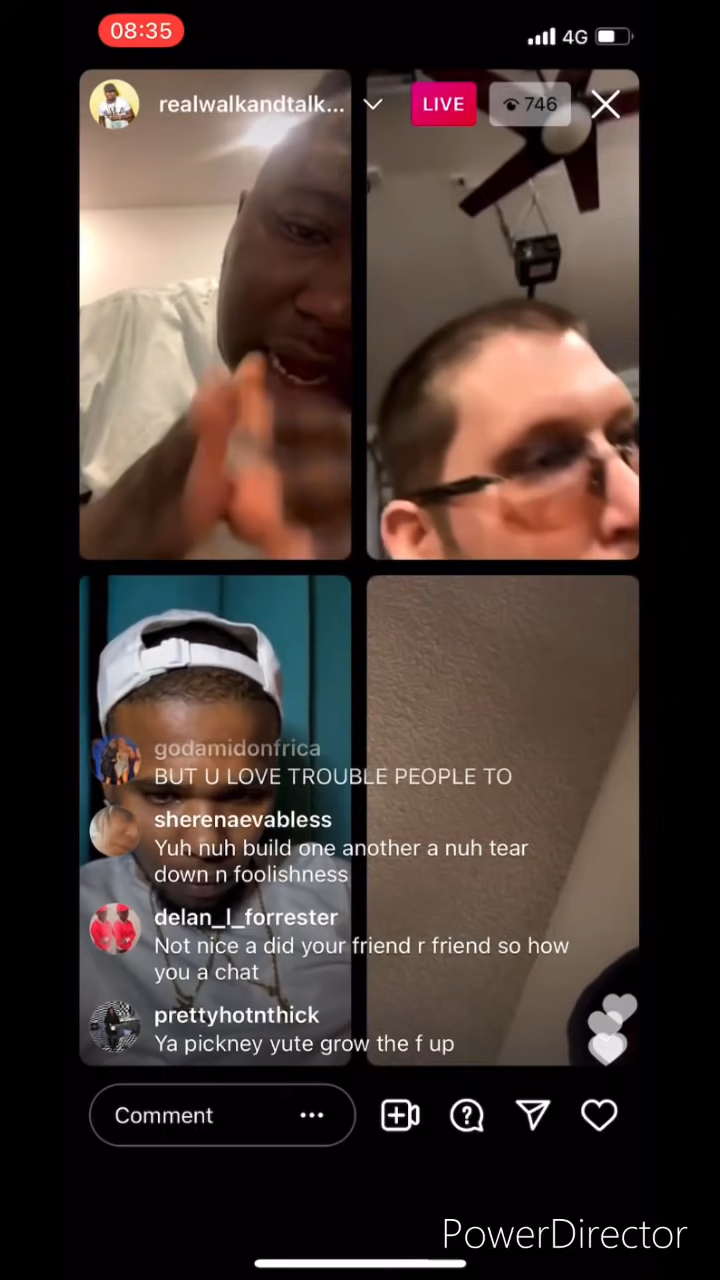 08:35
4G
realwalkandtalk...
LIVE
746
godamidonfrica
BUT U LOVE TROUBLE PEOPLE TO
sherenaevabless
Yuh nuh build one another a nuh tear
down n foolishness
delan_l_forrester
Not nice a did your friend r friend so how
you a chat
prettyhotnthick
Ya pickney yute grow the f up
Comment
PowerDirector